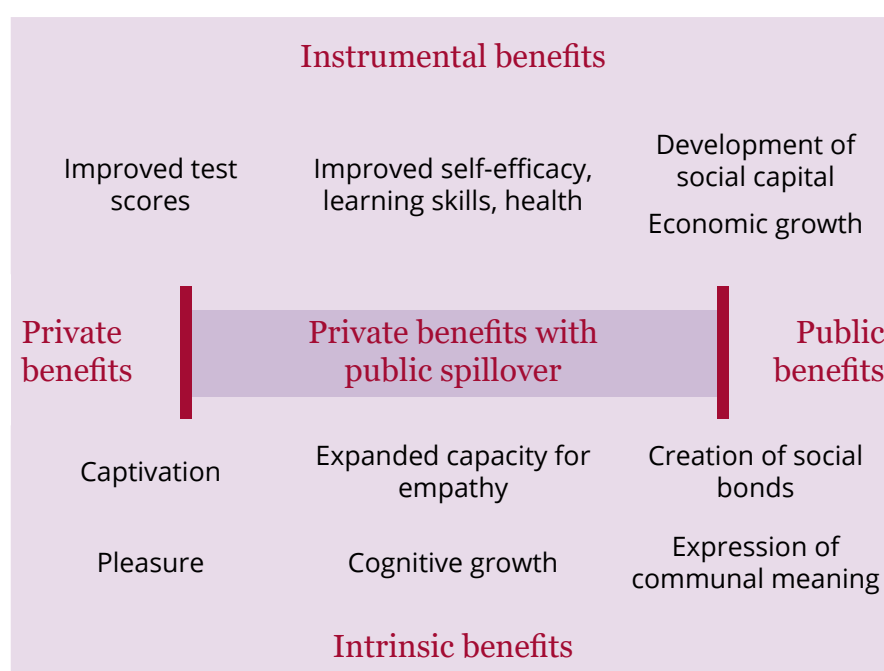 Instrumental benefits
Improved test
scores
Improved self-efficacy,
learning skills, health
Development of
social capital
Economic growth
Private
benefits
Private benefits with
public spillover
Public
benefits
Captivation
Expanded capacity for
empathy
Creation of social
bonds
Pleasure
Cognitive growth
Expression of
communal meaning
Intrinsic benefits